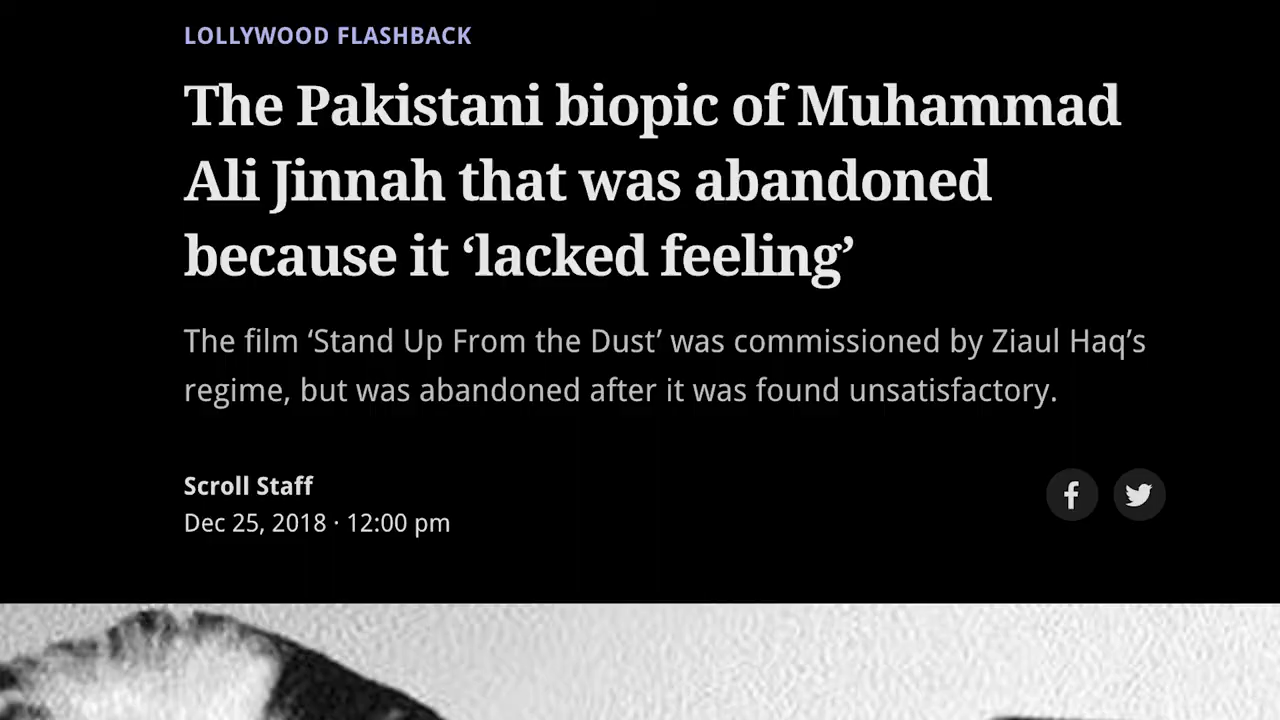 LOLLYWOOD FLASHBACK
The Pakistani biopic of Muhammad
Ali Jinnah that was abandoned
because it ‘lacked feeling’
The film ‘Stand Up From the Dust’ was commissioned by Ziaul Haq’s
regime, but was abandoned after it was found unsatisfactory.
Scroll Staff
Dec 25, 2018 · 12:00 pm